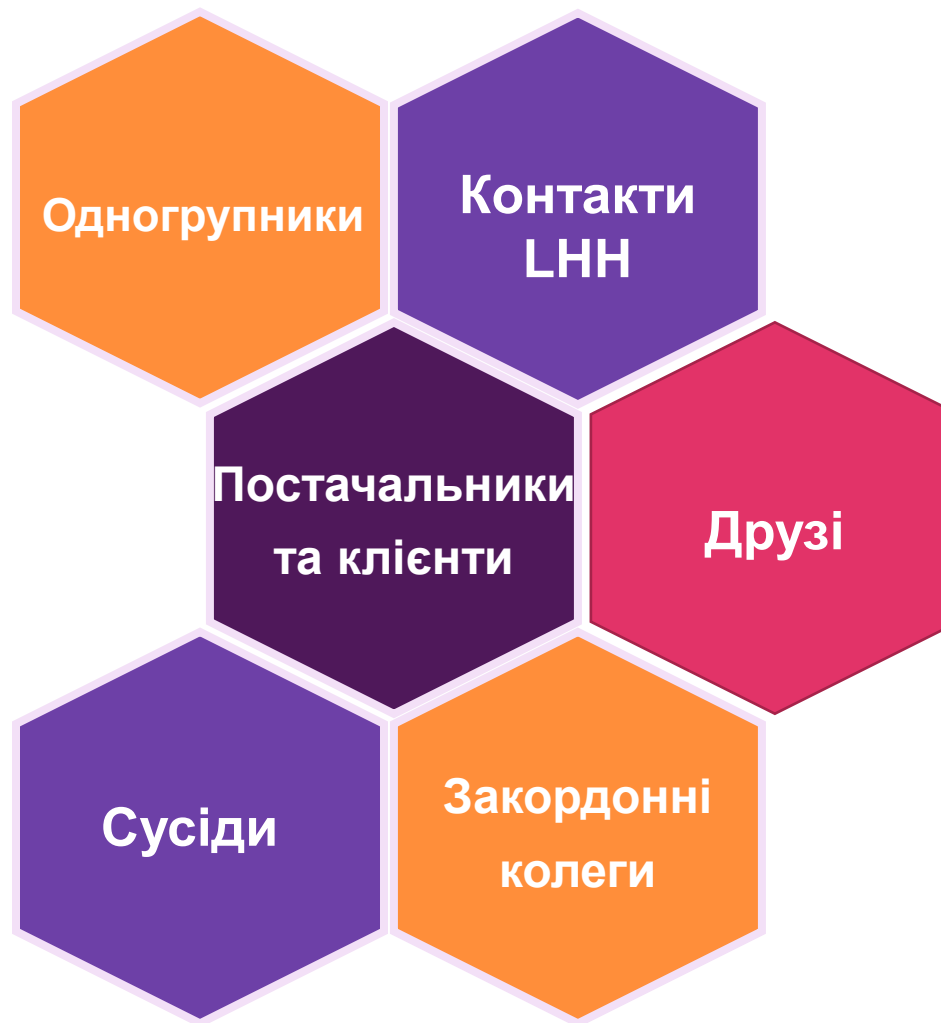 Одногрупники
Контакти
LHH
Постачальники
та клієнти
Друзі
Сусіди
Закордонні
колеги